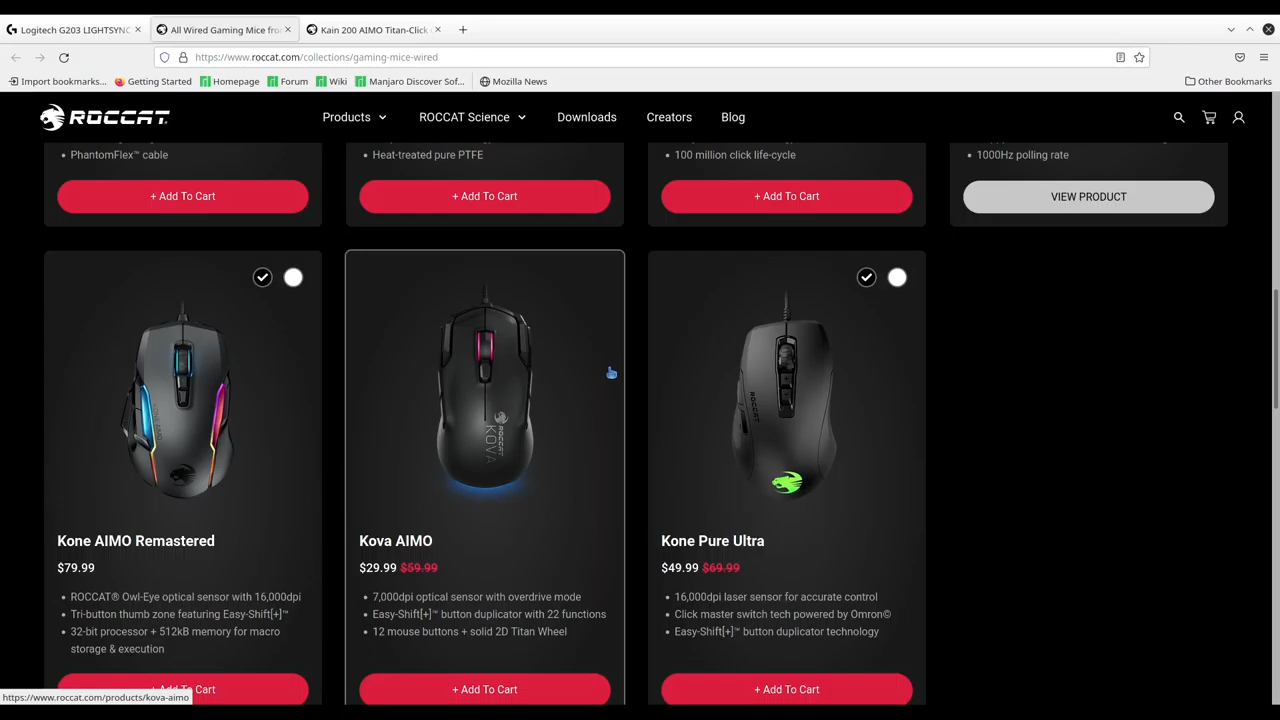 Logitech G203 LIGHTSYNC
All Wired Gaming Mice fro
Kain 200 AIMO Titan-Click
https://www.roccat.com/collections/gaming-mice-wired
Import bookmarks...
Getting Started
Homepage
Forum
Wiki
Manjaro Discover Sof...
Mozilla News
Other Bookmarks
ROCCAT
Products
ROCCAT Science
Downloads
Creators
Blog
• PhantomFlex™ cable
• Heat-treated pure PTFE
• 100 million click life-cycle
• 1000Hz polling rate
+ Add To Cart
+ Add To Cart
+ Add To Cart
VIEW PRODUCT
ROCCAT
KOVA
ROCCAT
Kone AIMO Remastered
$79.99
• ROCCAT® Owl-Eye optical sensor with 16,000dpi
• Tri-button thumb zone featuring Easy-Shift[+]™
• 32-bit processor + 512kB memory for macro
storage & execution
+ Add To Cart
Kova AIMO
$29.99 $59.99
• 7,000dpi optical sensor with overdrive mode
• Easy-Shift[+]™ button duplicator with 22 functions
• 12 mouse buttons + solid 2D Titan Wheel
+ Add To Cart
Kone Pure Ultra
$49.99 $69.99
• 16,000dpi laser sensor for accurate control
• Click master switch tech powered by Omron©
• Easy-Shift[+]™ button duplicator technology
+ Add To Cart
https://www.roccat.com/products/kova-aimo